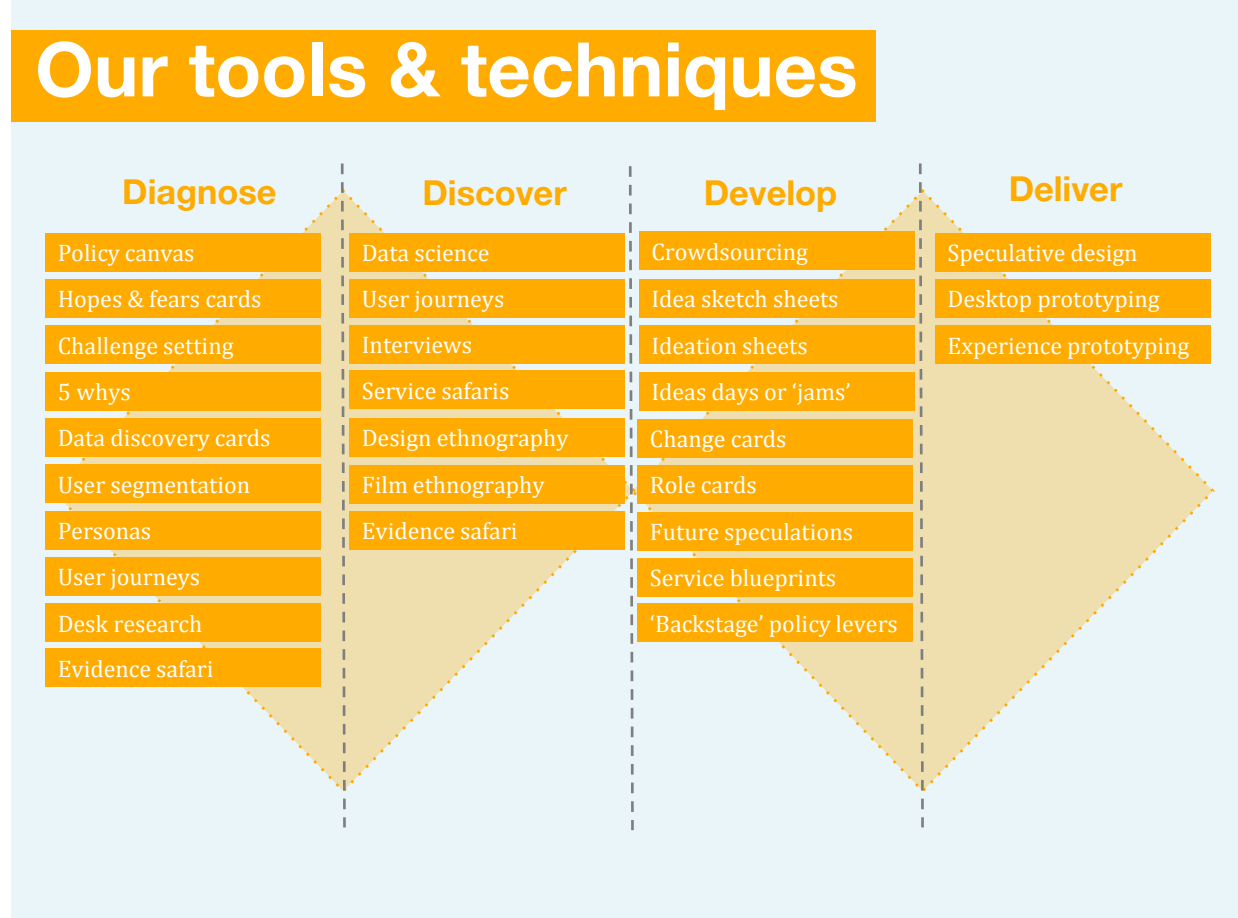 Our tools & techniques
Diagnose
Policy canvas
Hopes & fears cards
Challenge setting
5 whys
Data discovery cards
User segmentation
Personas
User journeys
Desk research
Evidence safari
Discover
Data science
User journeys
Interviews
Service safaris
Design ethnography
Film ethnography
Evidence safari
Develop
Crowdsourcing
Idea sketch sheets
Ideation sheets
Ideas days or ‘jams’
Change cards
Role cards
Future speculations
Service blueprints
‘Backstage’ policy levers
Deliver
Speculative design
Desktop prototyping
Experience prototyping